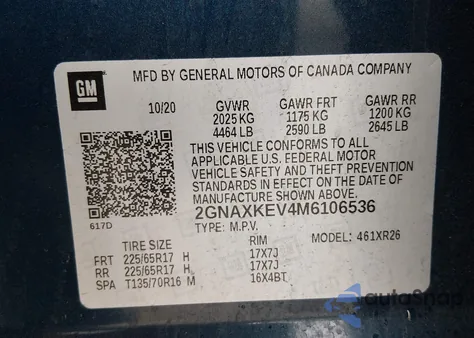 GM
MFD BY GENERAL MOTORS OF CANADA COMPANY
10/20 GVWR GAWR FRT GAWR RR
2025 KG 1175 KG 1200 KG
4464 LB 2590 LB 2645 LB
THIS VEHICLE CONFORMS TO ALL
APPLICABLE U.S. FEDERAL MOTOR
VEHICLE SAFETY AND THEFT PREVENTION
STANDARDS IN EFFECT ON THE DATE OF
MANUFACTURE SHOWN ABOVE.
2GNAXKEV4M6106536
617D TYPE: M.P.V. MODEL: 461XR26
TIRE SIZE RIM
FRT 225/65R17 H 17X7J
RR 225/65R17 H 17X7J
SPA T135/70R16 M 16X4BT
autoSnap